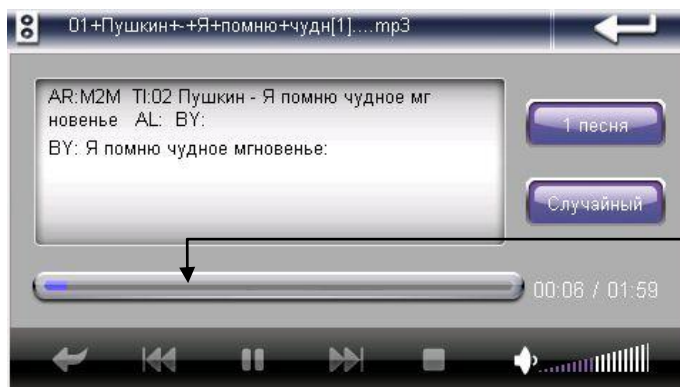 01+Пушкин+-+Я+помню+чудн[1]....mp3
AR:M2M TI:02 Пушкин - Я помню чудное мг
новенье AL: BY:
BY: Я помню чудное мгновенье:
1 песня
Случайный
00:06 / 01:59